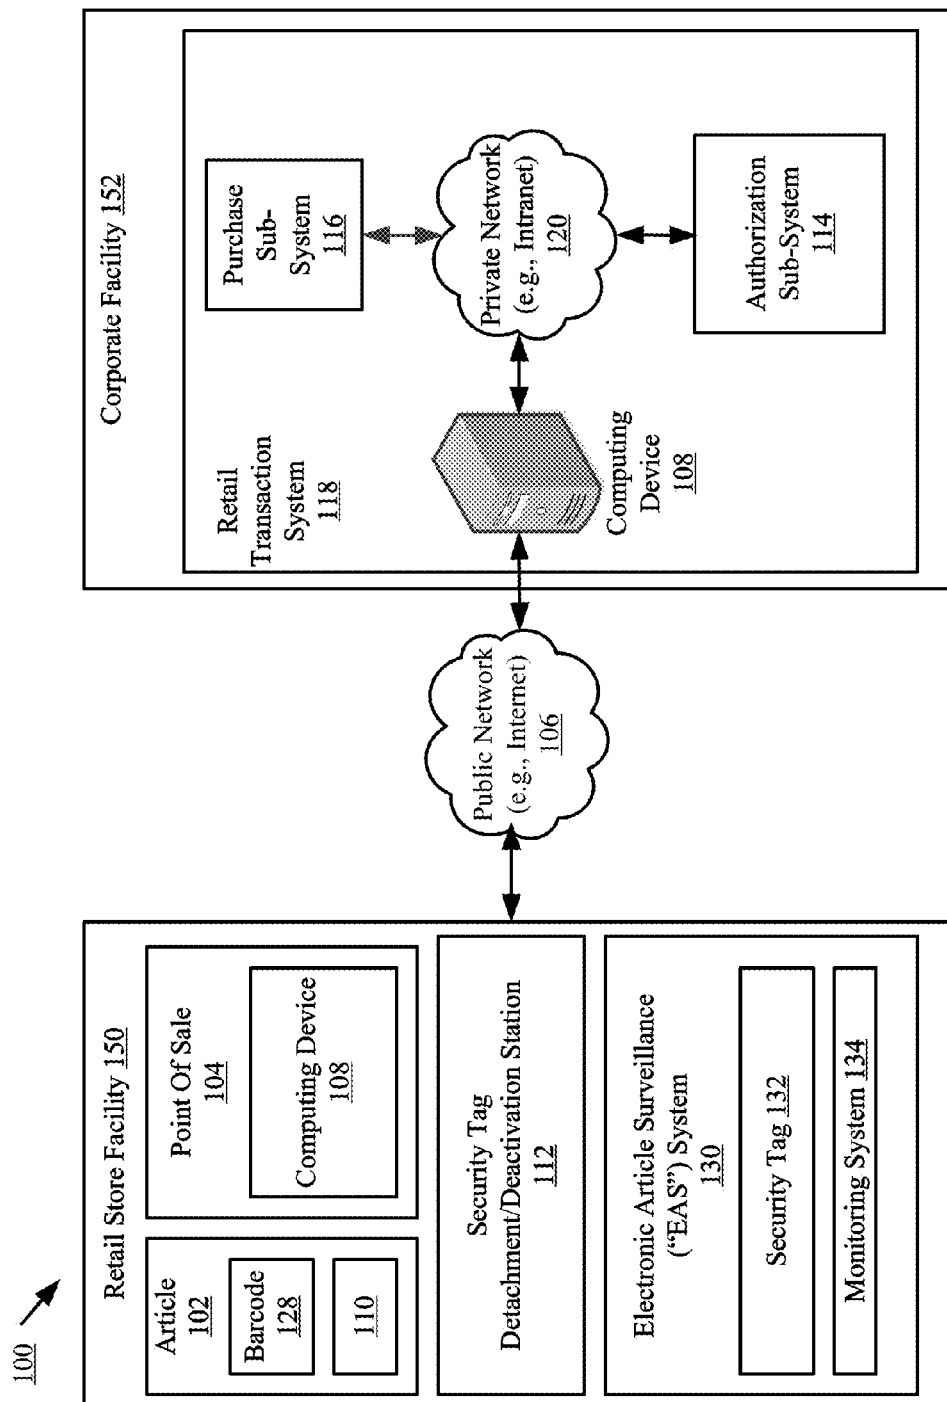 100
Retail Store Facility 150
Article
102
Barcode
128
110
Point Of Sale
104
Computing Device
108
Security Tag
Detachment/Deactivation Station
112
Electronic Article Surveillance
(“EAS”) System
130
Security Tag 132
Monitoring System 134
Public Network
(e.g., Internet)
106
Corporate Facility 152
Retail
Transaction
System
118
Computing
Device
108
Purchase
Sub-
System
116
Private Network
(e.g., Intranet)
120
Authorization
Sub-System
114